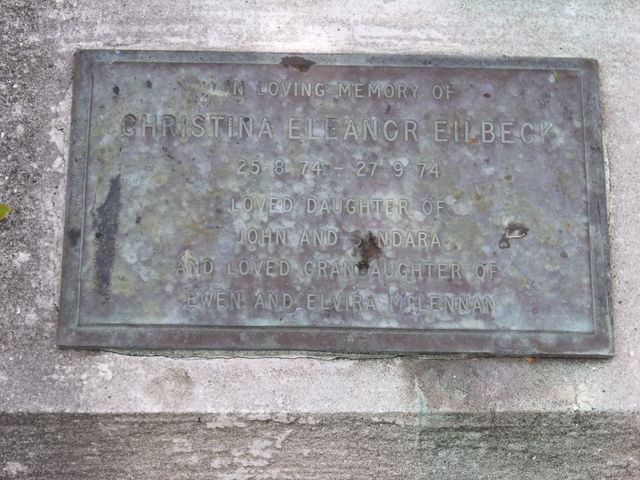 IN LOVING MEMORY OF
CHRISTINA ELEANOR EILBECK
25 8 74 - 27 9 74
LOVED DAUGHTER OF
JOHN AND SANDARA
AND LOVED GRANDAUGHTER OF
EWEN AND ELVIRA MCLENNAN